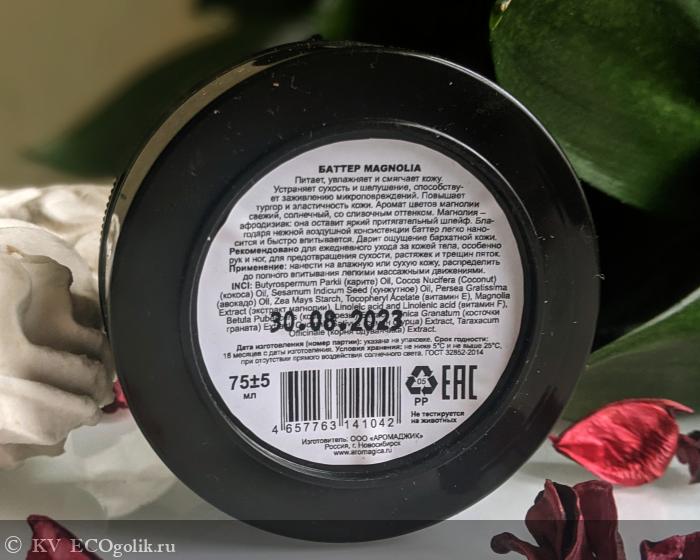 БАТТЕР MAGNOLIA
Питает, увлажняет и смягчает кожу.
Устраняет сухость и шелушение, способству-
ет заживлению микроповреждений. Повышает
тургор и эластичность кожи. Аромат цветов магнолии
свежий, солнечный, со сливочным оттенком. Магнолия –
афродизиак: она оставит яркий притягательный шлейф. Бла-
годаря нежной воздушной консистенции баттер легко нано-
сится и быстро впитывается. Дарит ощущение бархатной кожи.
Рекомендовано для ежедневного ухода за кожей тела, особенно
рук и ног, для предотвращения сухости, растяжек и трещин пяток.
Применение: нанести на влажную или сухую кожу, распределить
до полного впитывания легкими массажными движениями.
INCI: Butyrospermum Parkii (карите) Oil, Cocos Nucifera (Coconut)
(кокоса) Oil, Sesamum Indicum Seed (кунжутное) Oil, Persea Gratissima
(авокадо) Oil, Zea Mays Starch, Tocopheryl Acetate (витамин Е), Magnolia
Extract (экстракт магнолии), Linoleic and Linolenic acid (витамин F),
Betula (косточки
граната) Taraxacum
Officinale (корня одуванчика) Extract.
30.08.2023
Дата изготовления (номер партии): указана на упаковке. Срок годности:
18 месяцев с даты изготовления. Условия хранения: не ниже 5°С и не выше 25°С,
при отсутствии прямого воздействия солнечного света. ГОСТ 32852-2014
75±5
мл
4 657763 141042
05
PP
EAC
Не тестируется
на животных
Изготовитель: ООО «АРОМАДЖИК»
Россия, г. Новосибирск
www.aromagica.ru
© KV ECOgolik.ru